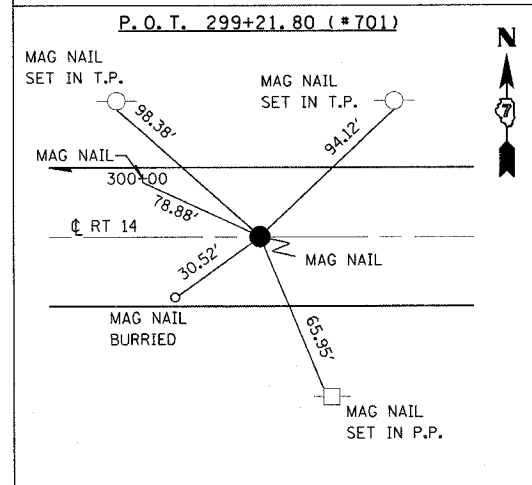 P.O.T. 299+21.80 (#701)
N
7
MAG NAIL
SET IN T.P.
MAG NAIL
SET IN T.P.
98.38'
94.12'
MAG NAIL
300+00
78.88'
℄ RT 14
30.52'
MAG NAIL
MAG NAIL
BURRIED
65.95'
MAG NAIL
SET IN P.P.